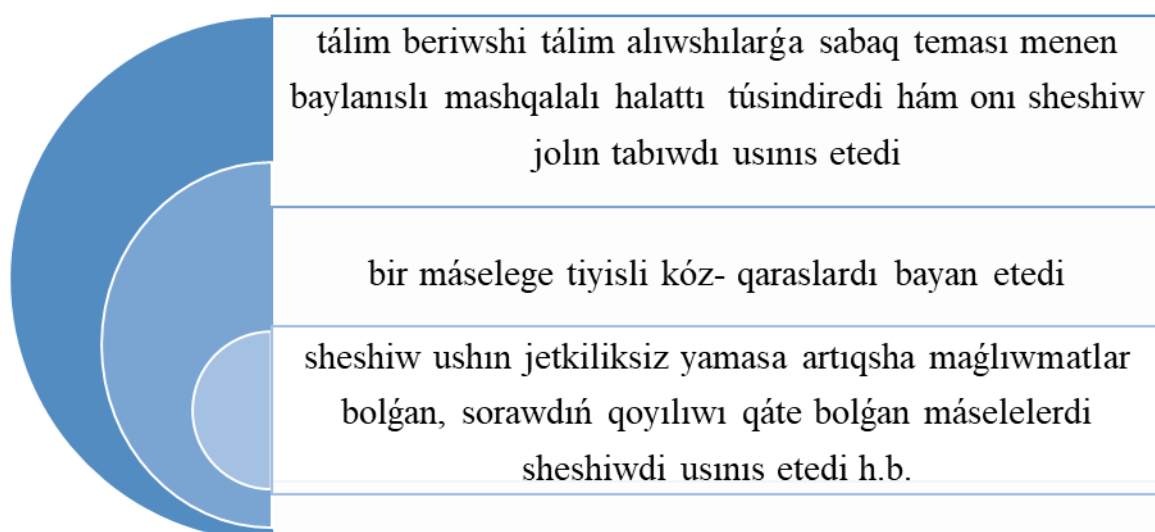 tálim beriwshi tálim alıwshılarǵa sabaq teması menen
baylanıslı mashqalalı halattı túsindiredi hám onı sheshiw
jolın tabıwdı usınıs etedi
bir máselege tiyisli kóz- qaraslardı bayan etedi
sheshiw ushın jetkiliksiz yamasa artıqsha maǵlıwmatlar
bolǵan, sorawdıń qoyılıwı qáte bolǵan máselelerdi
sheshiwdi usınıs etedi h.b.